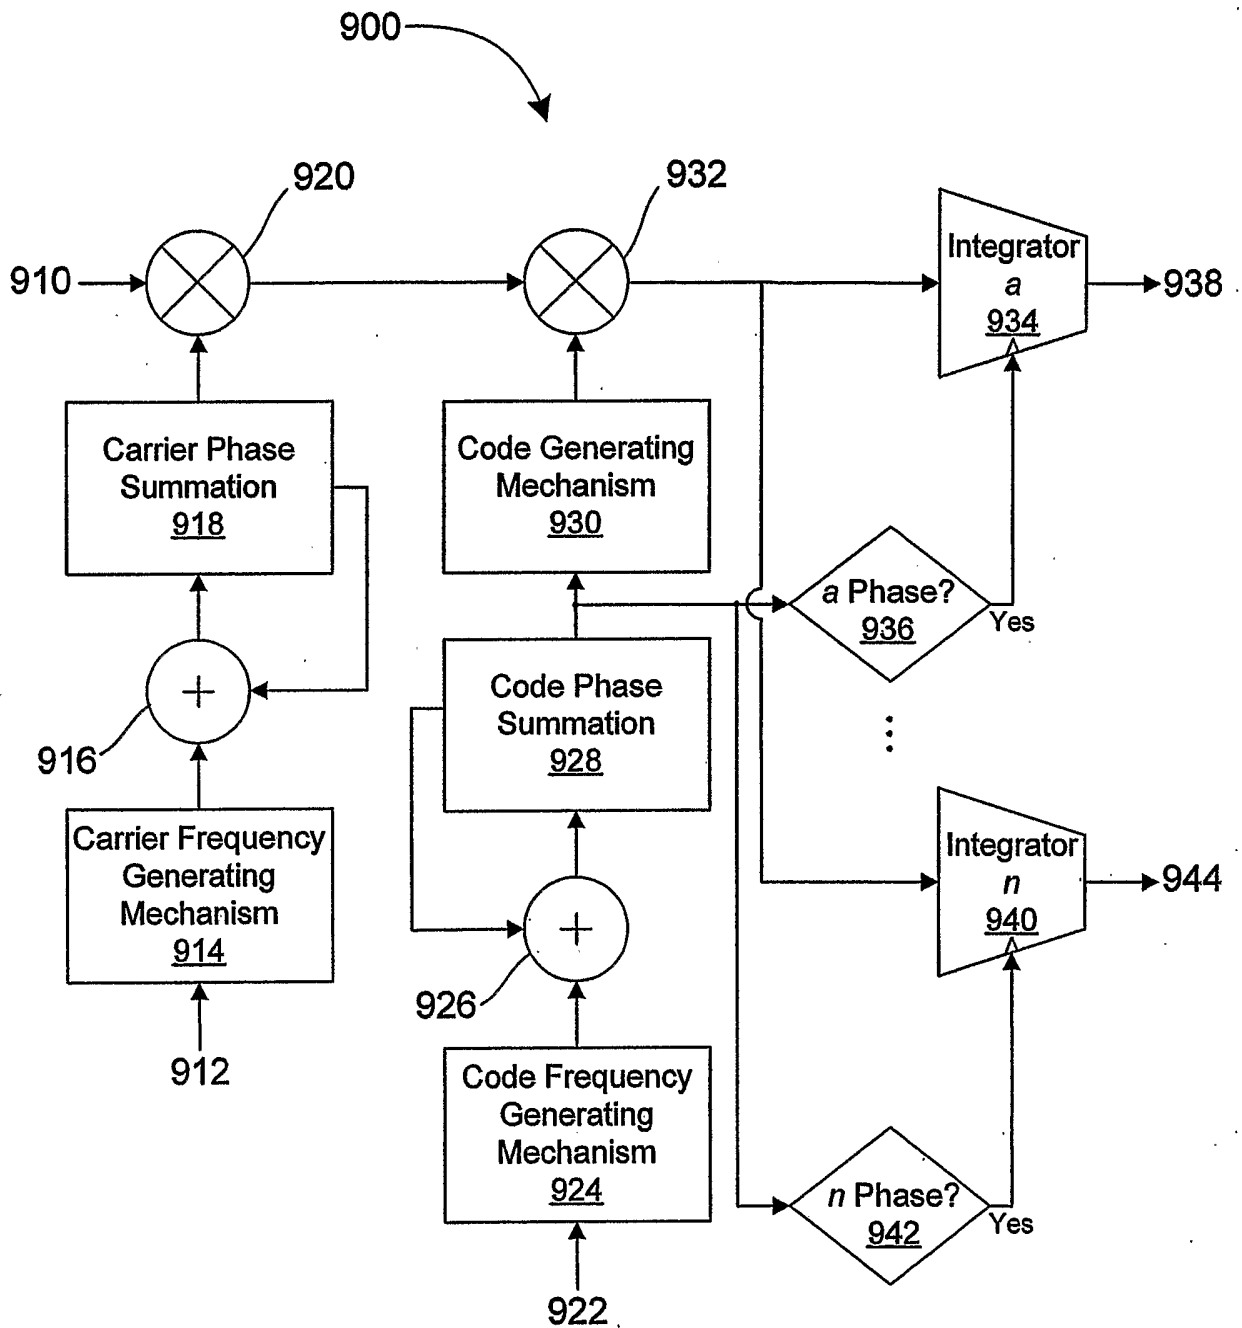 900
920
932
910
Integrator
a
934
938
Carrier Phase
Summation
918
Code Generating
Mechanism
930
a Phase?
936
Yes
+
916
Code Phase
Summation
928
Carrier Frequency
Generating
Mechanism
914
Integrator
n
940
944
+
926
912
Code Frequency
Generating
Mechanism
924
n Phase?
942
Yes
922